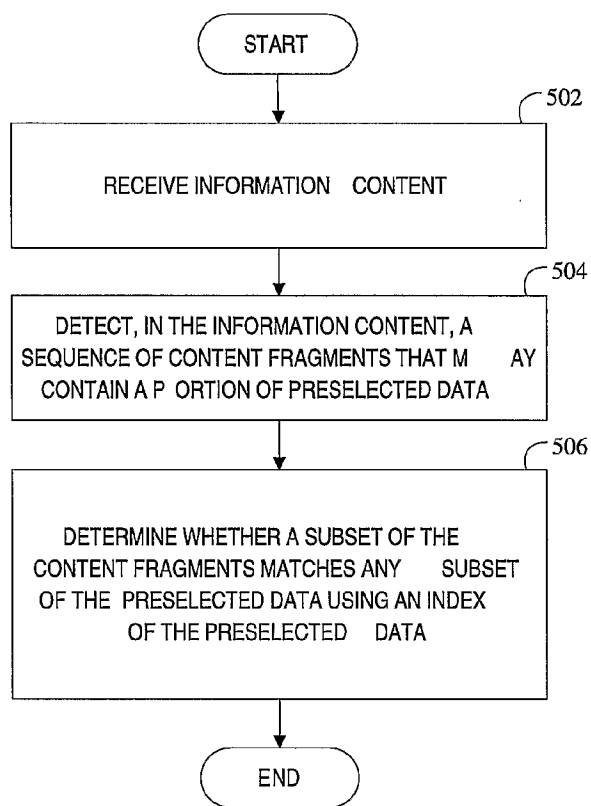 START
502
RECEIVE INFORMATION CONTENT
504
DETECT, IN THE INFORMATION CONTENT, A
SEQUENCE OF CONTENT FRAGMENTS THAT M AY
CONTAIN A P ORTION OF PRESELECTED DATA
506
DETERMINE WHETHER A SUBSET OF THE
CONTENT FRAGMENTS MATCHES ANY SUBSET
OF THE PRESELECTED DATA USING AN INDEX
OF THE PRESELECTED DATA
END